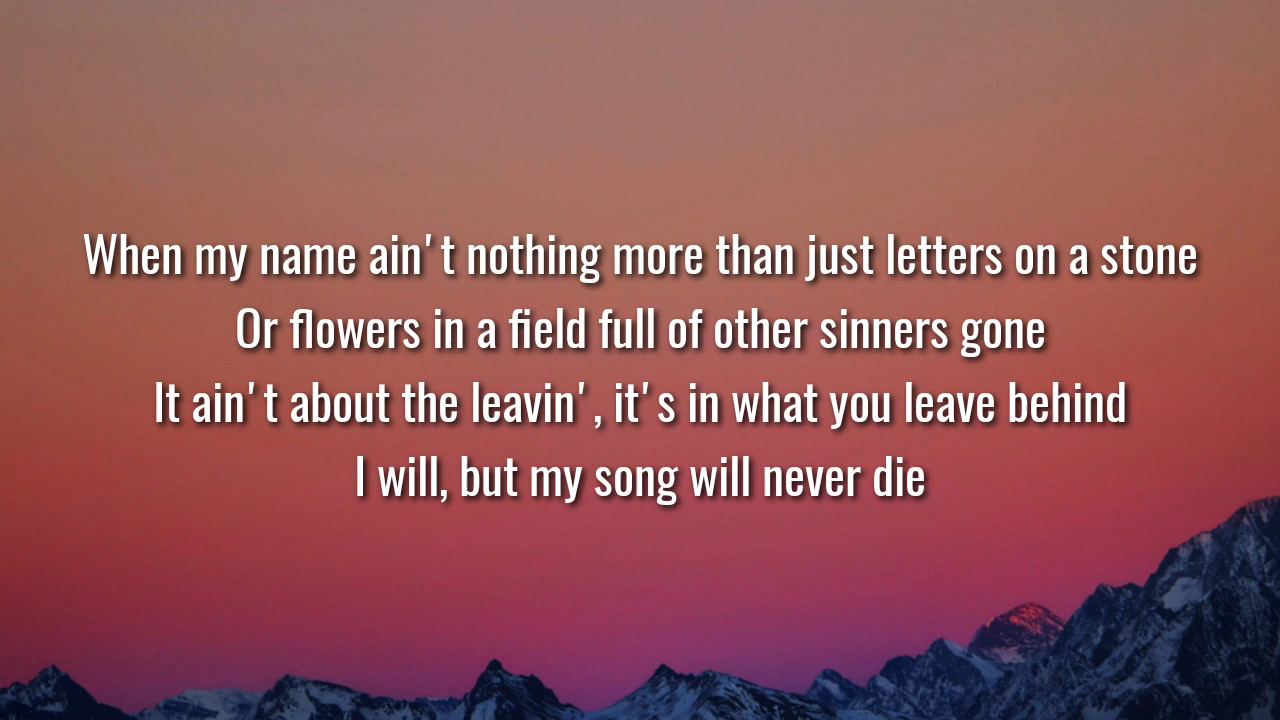 When my name ain't nothing more than just letters on a stone
Or flowers in a field full of other sinners gone
It ain't about the leavin', it's in what you leave behind
I will, but my song will never die